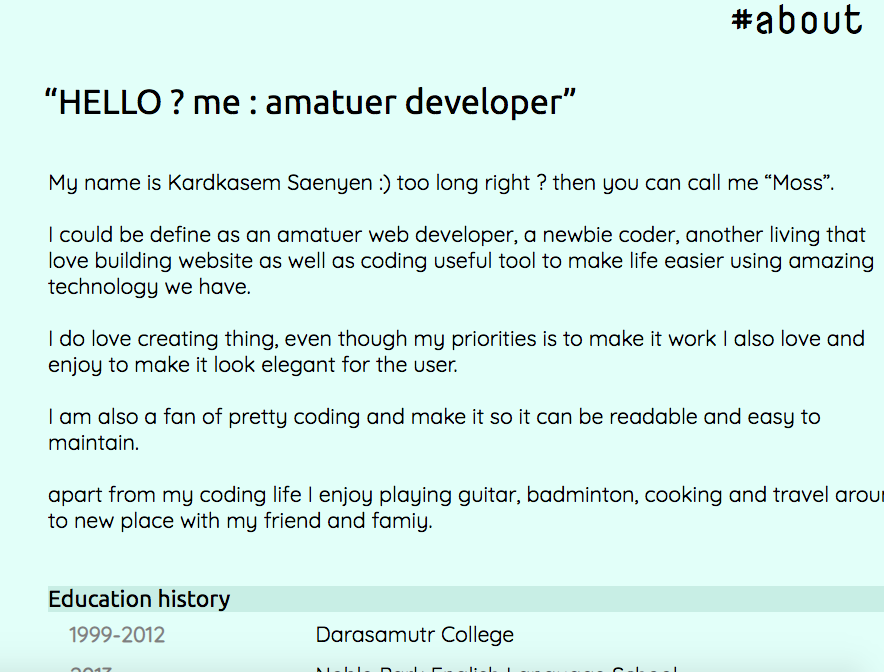 #about
“HELLO ? me : amatuer developer”
My name is Kardkasem Saenyen :) too long right ? then you can call me “Moss”.
I could be define as an amatuer web developer, a newbie coder, another living that
love building website as well as coding useful tool to make life easier using amazing
technology we have.
I do love creating thing, even though my priorities is to make it work I also love and
enjoy to make it look elegant for the user.
I am also a fan of pretty coding and make it so it can be readable and easy to
maintain.
apart from my coding life I enjoy playing guitar, badminton, cooking and travel arou
to new place with my friend and famiy.
Education history
1999-2012 Darasamutr College
2013 Noble Park English Language School